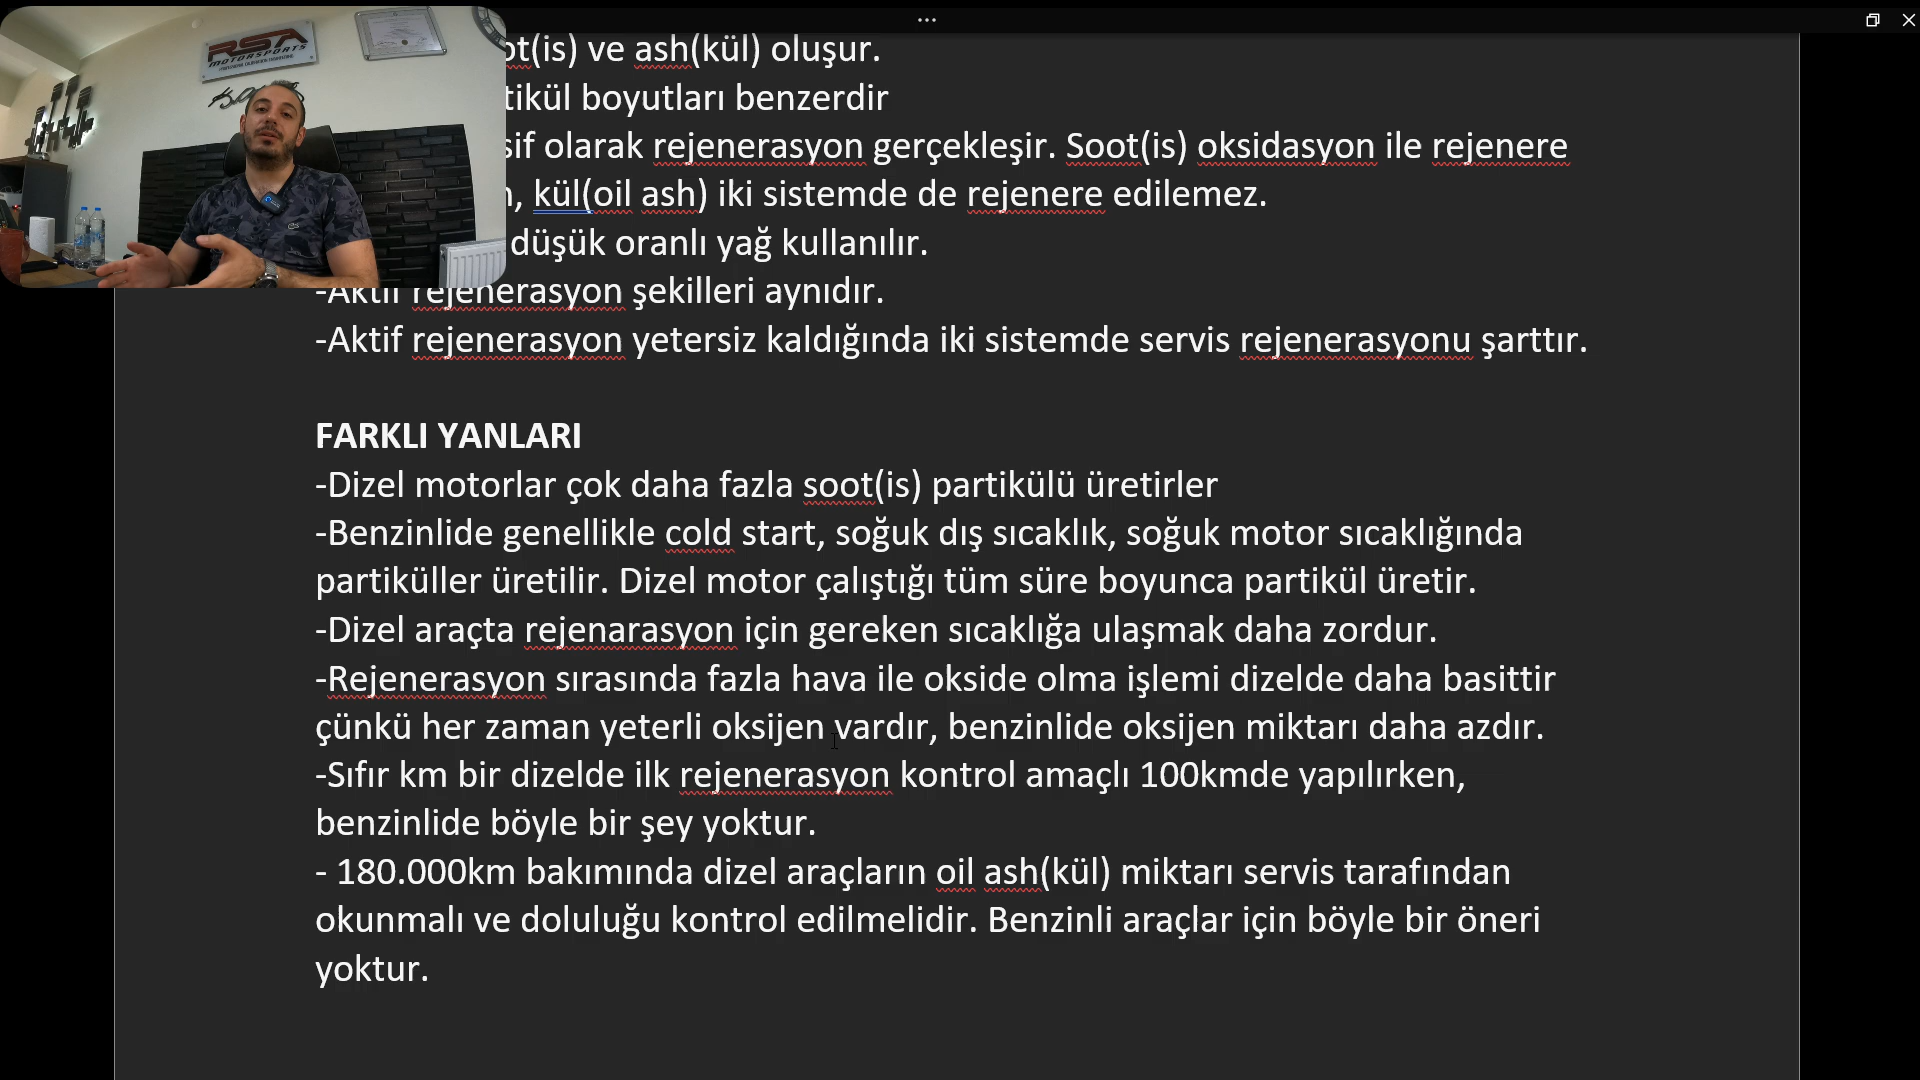 RSA
MOTORSPORTS
ve ash(kül) oluşur.
boyutları benzerdir
olarak rejenerasyon gerçekleşir. Soot(is) oksidasyon ile rejenere
kül(oil ash) iki sistemde de rejenere edilemez.
düşük oranlı yağ kullanılır.
-Aktif rejenerasyon şekilleri aynıdır.
-Aktif rejenerasyon yetersiz kaldığında iki sistemde servis rejenerasyonu şarttır.
FARKLI YANLARI
-Dizel motorlar çok daha fazla soot(is) partikülü üretirler
-Benzinlide genellikle cold start, soğuk dış sıcaklık, soğuk motor sıcaklığında
partiküller üretilir. Dizel motor çalıştığı tüm süre boyunca partikül üretir.
-Dizel araçta rejenarasyon için gereken sıcaklığa ulaşmak daha zordur.
-Rejenerasyon sırasında fazla hava ile okside olma işlemi dizelde daha basittir
çünkü her zaman yeterli oksijen vardır, benzinlide oksijen miktarı daha azdır.
-Sıfır km bir dizelde ilk rejenerasyon kontrol amaçlı 100kmde yapılırken,
benzinlide böyle bir şey yoktur.
- 180.000km bakımında dizel araçların oil ash(kül) miktarı servis tarafından
okunmalı ve doluluğu kontrol edilmelidir. Benzinli araçlar için böyle bir öneri
yoktur.